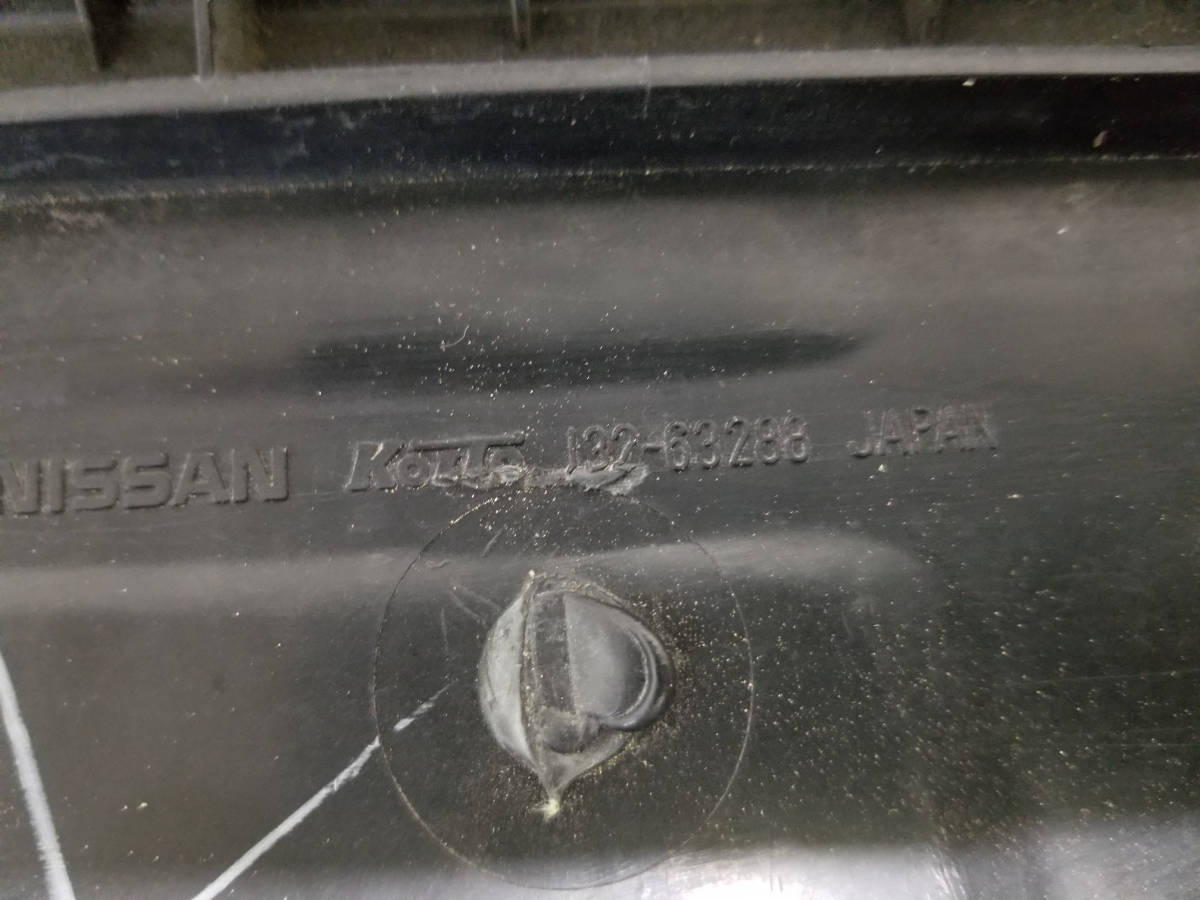 NISSAN KOITO 132-63288 JAPAN